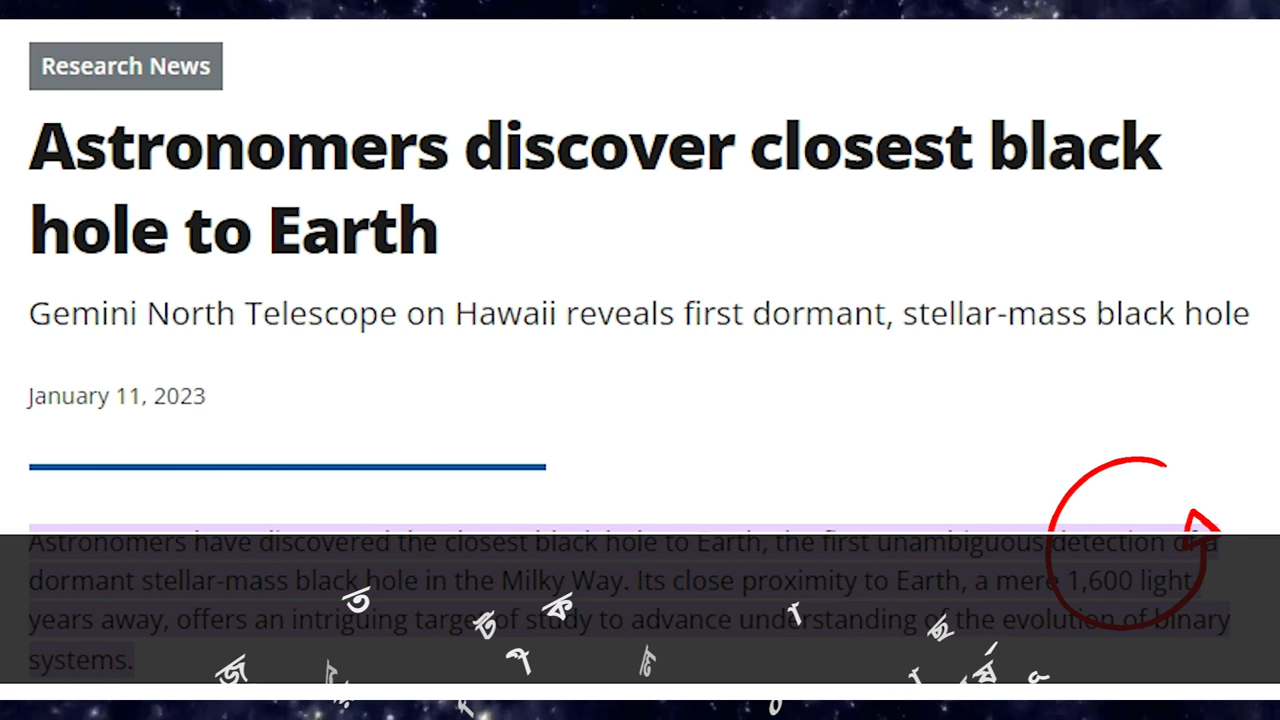 Research News
Astronomers discover closest black
hole to Earth
Gemini North Telescope on Hawaii reveals first dormant, stellar-mass black hole
January 11, 2023
Astronomers have discovered the closest black hole to Earth, the first unambiguous detection of a
dormant stellar-mass black hole in the Milky Way. Its close proximity to Earth, a mere 1,600 light
years away, offers an intriguing target of study to advance understanding of the evolution of binary
systems.